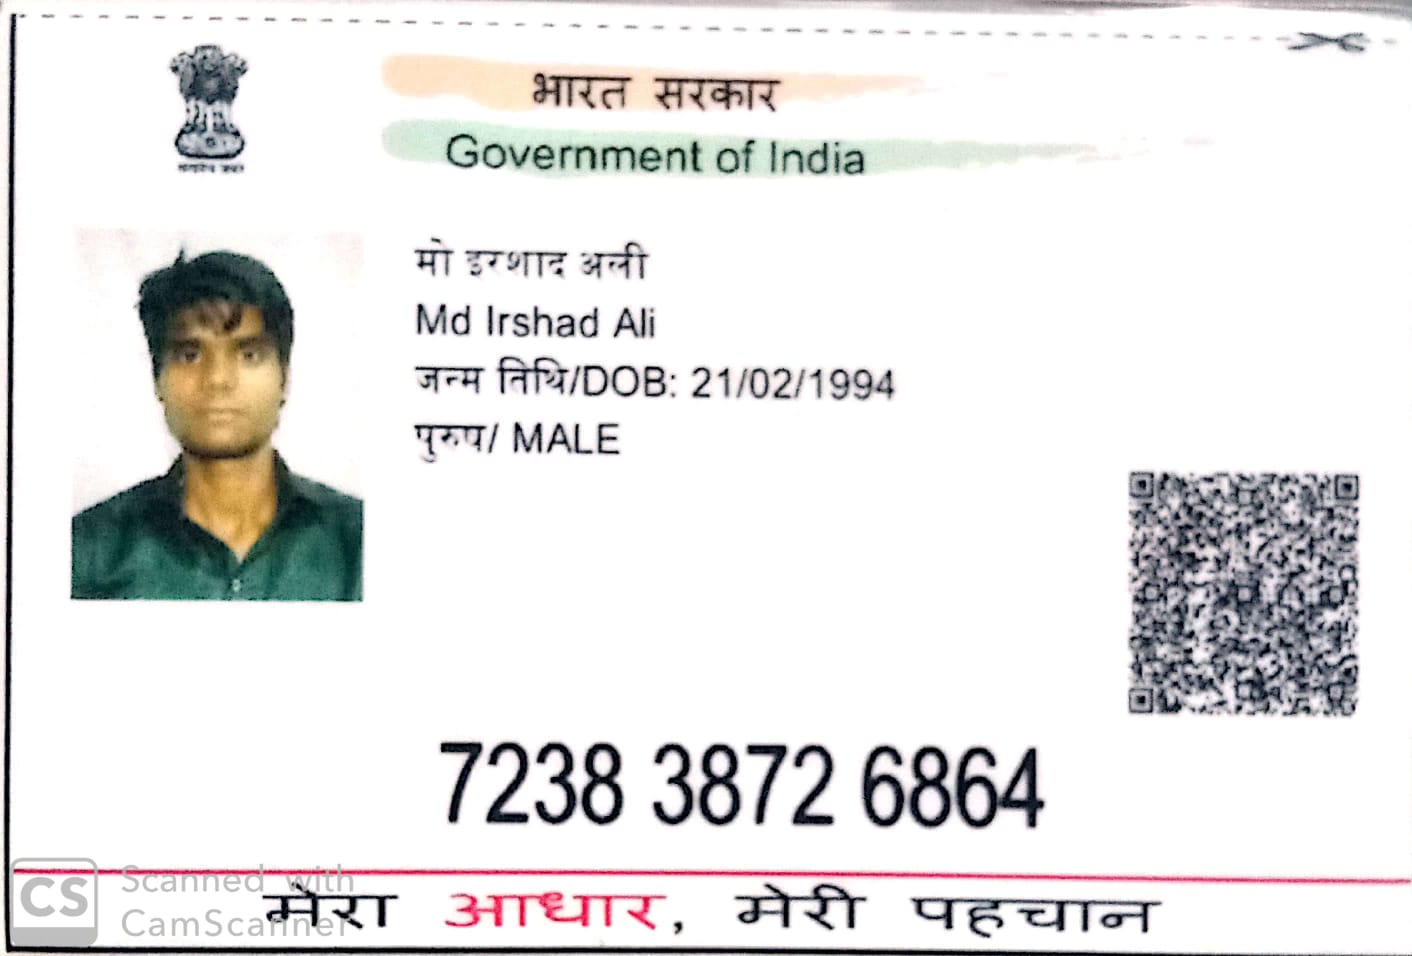 भारत सरकार
Government of India
मो इरशाद अली
Md Irshad Ali
जन्म तिथि/DOB: 21/02/1994
पुरुष/ MALE
7238 3872 6864
मेरा आधार, मेरी पहचान
CS Scanned with
CamScanner